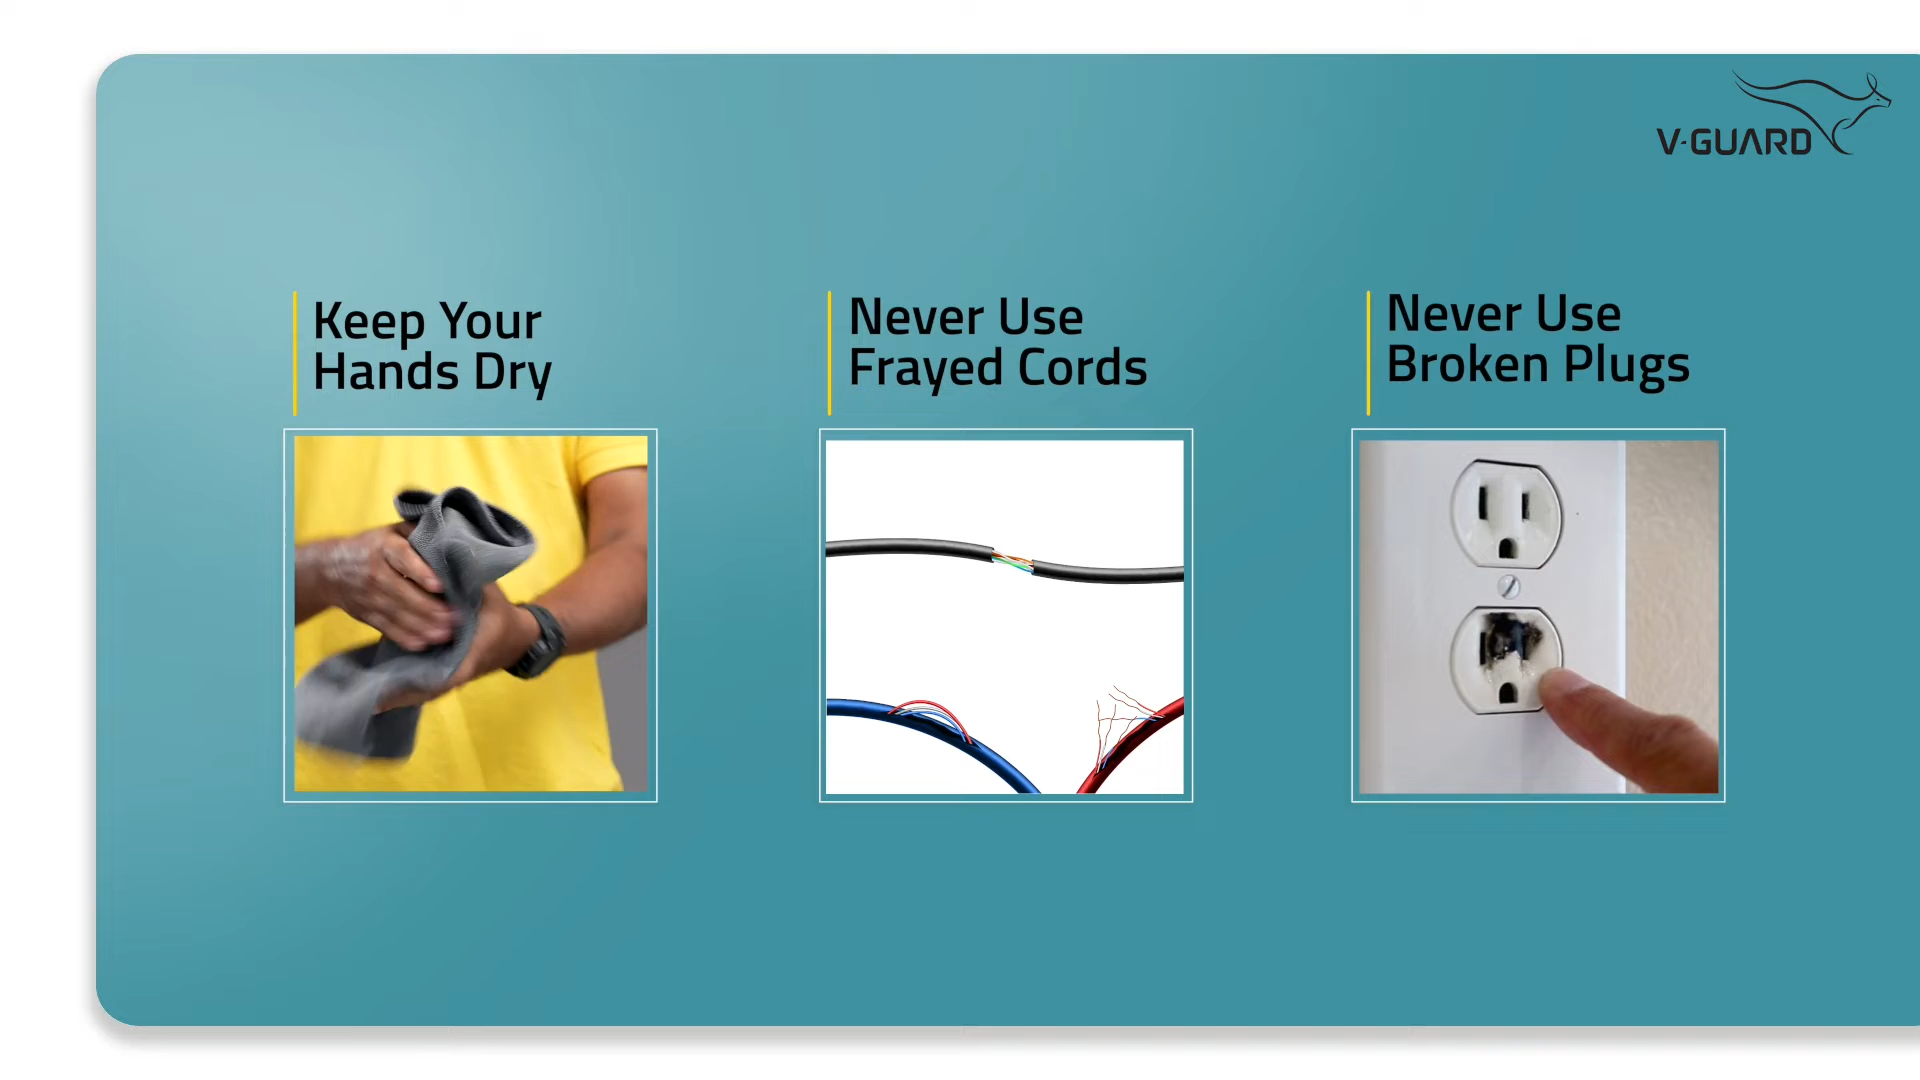 V-GUARD
Keep Your
Hands Dry
Never Use
Frayed Cords
Never Use
Broken Plugs